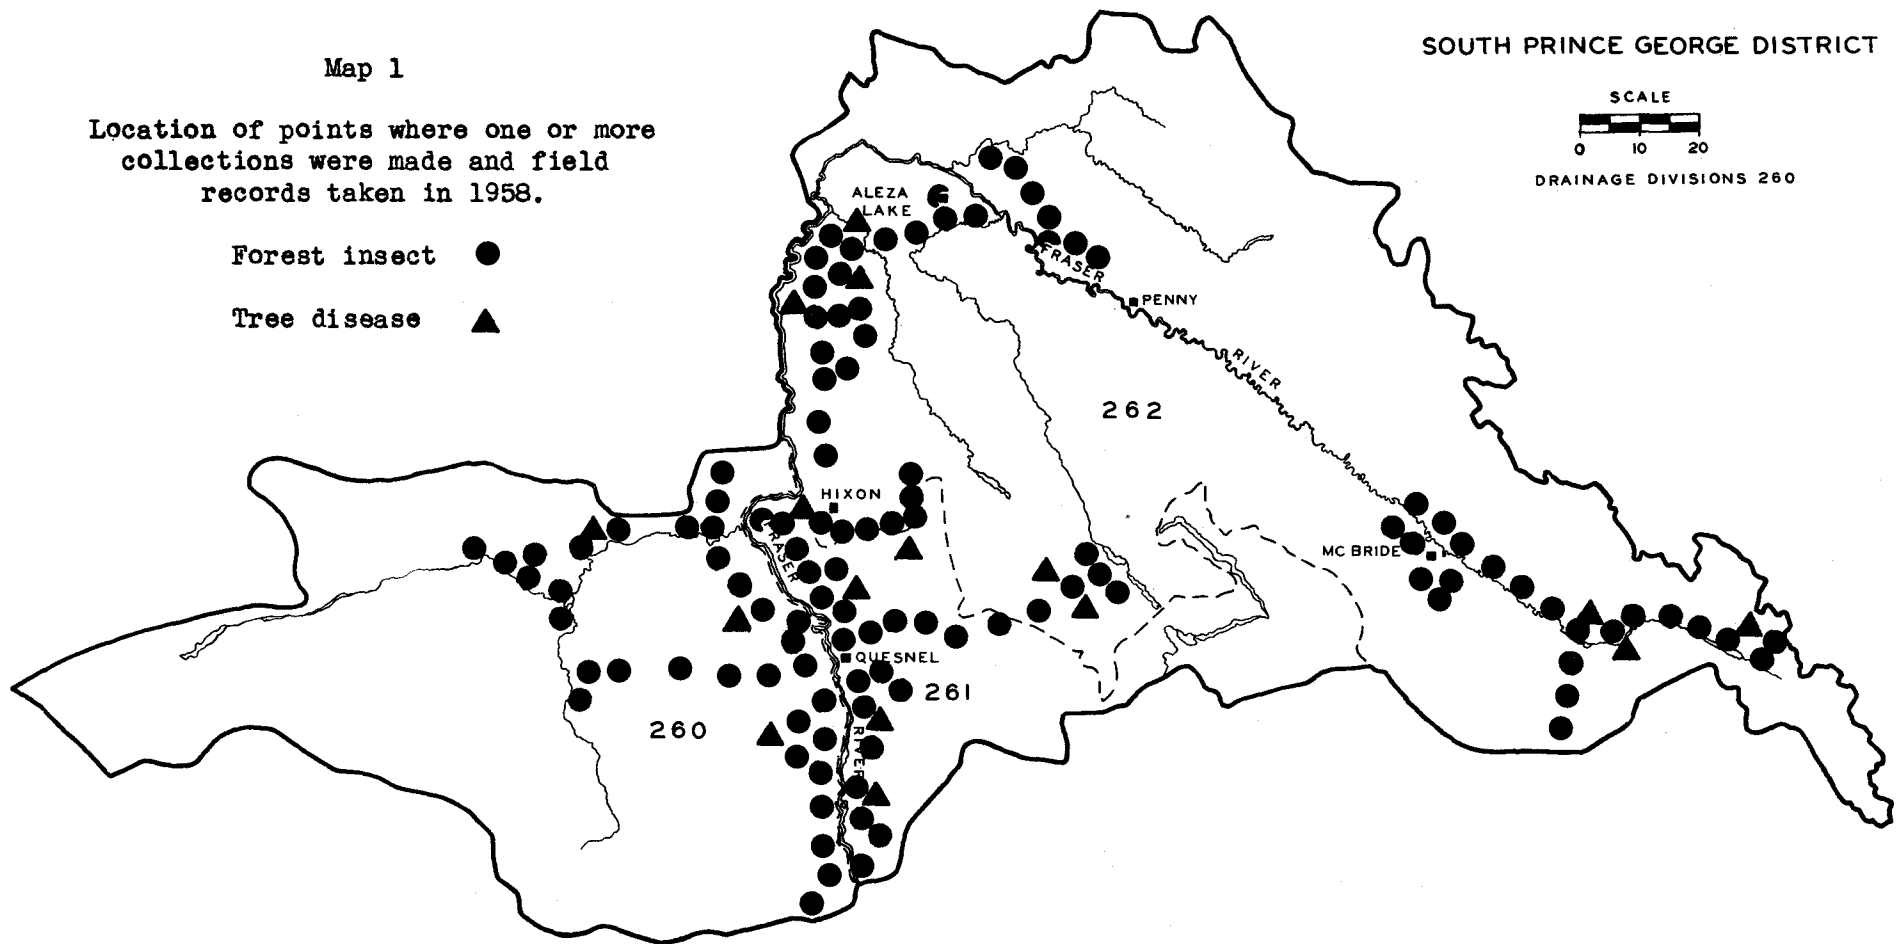 Map 1
Location of points where one or more
collections were made and field
records taken in 1958.
Forest insect
Tree disease
SOUTH PRINCE GEORGE DISTRICT
SCALE
0 10 20
DRAINAGE DIVISIONS 260
ALEZA
LAKE
FRASER
PENNY
RIVER
262
HIXON
FRASER
MC BRIDE
QUESNEL
261
260
RIVER